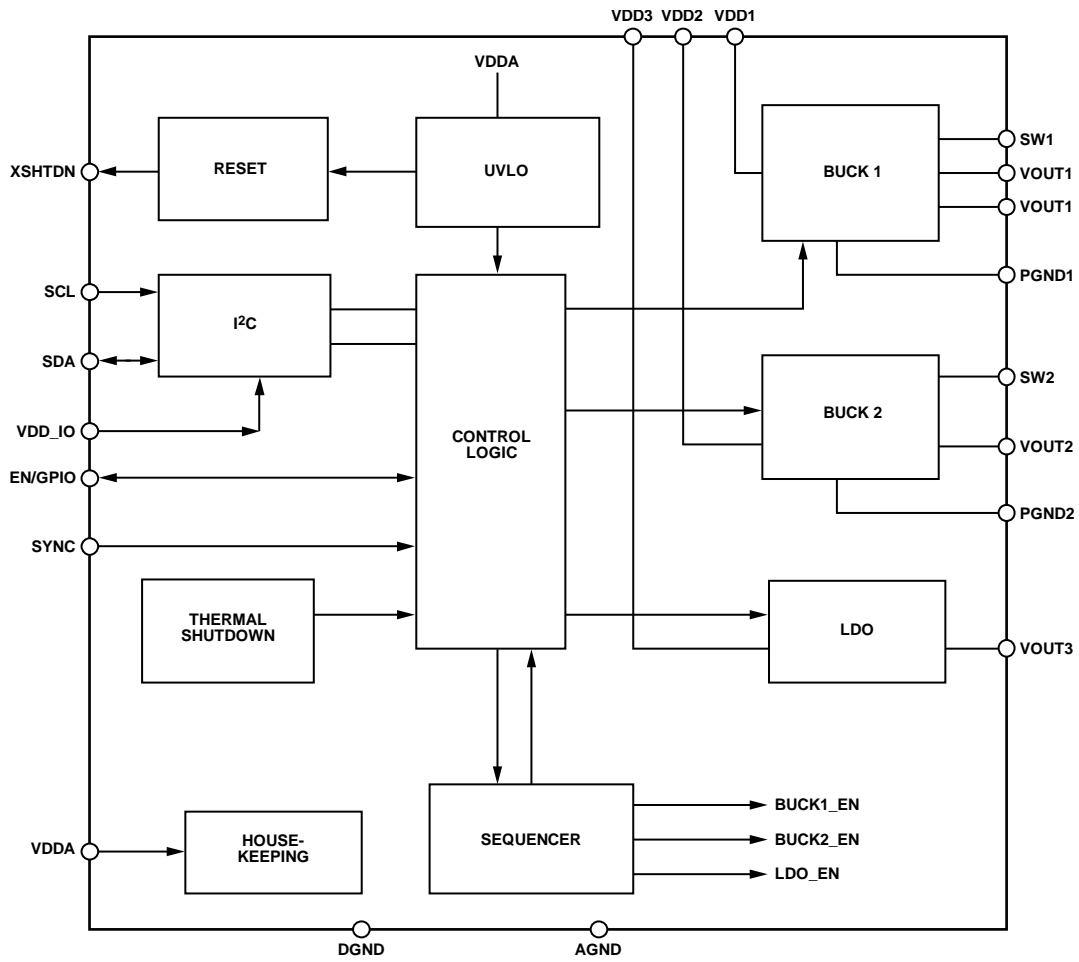 VDD3 VDD2 VDD1
VDDA
XSHTDN
RESET
UVLO
BUCK 1
SW1
VOUT1
VOUT1
PGND1
SCL
I²C
SDA
VDD_IO
EN/GPIO
SYNC
CONTROL
LOGIC
BUCK 2
SW2
VOUT2
PGND2
THERMAL
SHUTDOWN
LDO
VOUT3
SEQUENCER
BUCK1_EN
BUCK2_EN
LDO_EN
VDDA
HOUSE-
KEEPING
DGND
AGND